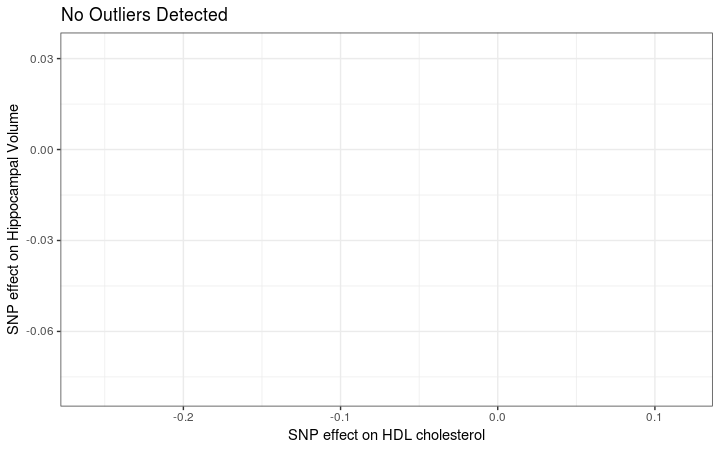 No Outliers Detected
SNP effect on Hippocampal Volume
0.03
0.00
-0.03
-0.06
-0.2
-0.1
0.0
0.1
SNP effect on HDL cholesterol